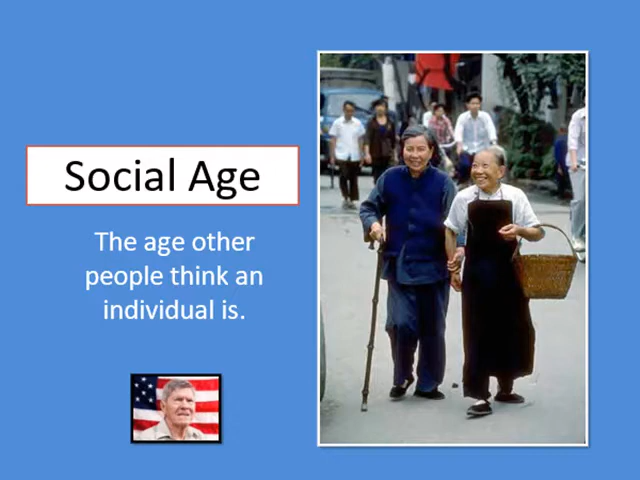 Social Age
The age other
people think an
individual is.